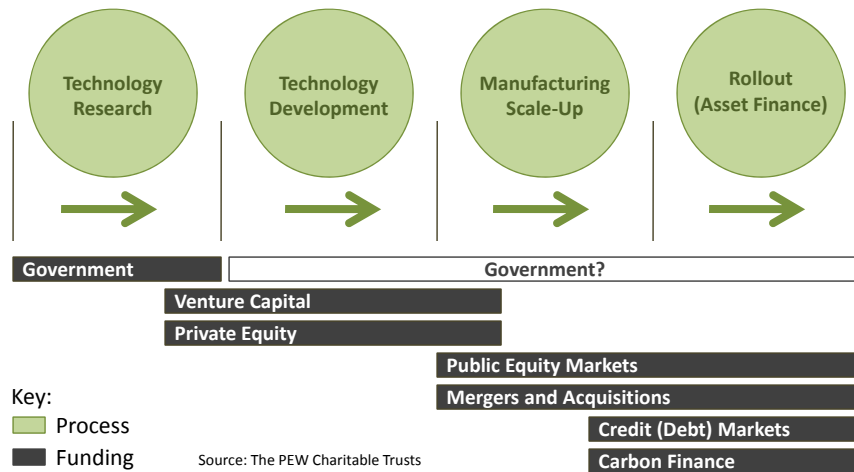 Technology
Research
Technology
Development
Manufacturing
Scale-Up
Rollout
(Asset Finance)
Government
Government?
Venture Capital
Private Equity
Public Equity Markets
Mergers and Acquisitions
Credit (Debt) Markets
Carbon Finance
Key:
Process
Funding
Source: The PEW Charitable Trusts